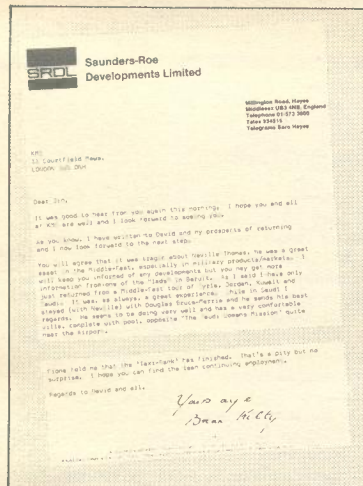 SROL
Saunders-Roe
Developments Limited
Millington Road, Hayes
Middlesex UB3 4NB, England
Telephone 01-573 3800
Telex 934216
Telegrams Saro Hayes
KMS
11 Courtfield Mews,
LONDON
Dear Jim,
It was good to hear from you again this morning. I hope you end all
at KMS are well and I look forward to seeing you.
As you know, I have written to David and my prospects of returning
and I now look forward to the next step.
You will agree that it was tragic about Neville Thomas, he was a great
asset in the Middle-East, especially in military products/markets. I
will keep you informed of any developments but you may get more
information from one of the "lads" in Beirut. As I said I have only
just returned from a Middle-East tour of Syria, Jordan, Kuwait and
Saudi. It was, as always, a great experience. While in Saudi I
stayed (with Neville) with Douglas and he sends his best
regards. He seems to be doing very well and has a very comfortable
villa, complete with pool, opposite "The Saudi Mission" quite
near the Airport.
Fiona told me that the has finished. That's a pity but no
surprise. I hope you can find the team continuing employment.
Regards to David and all.
Yours aye